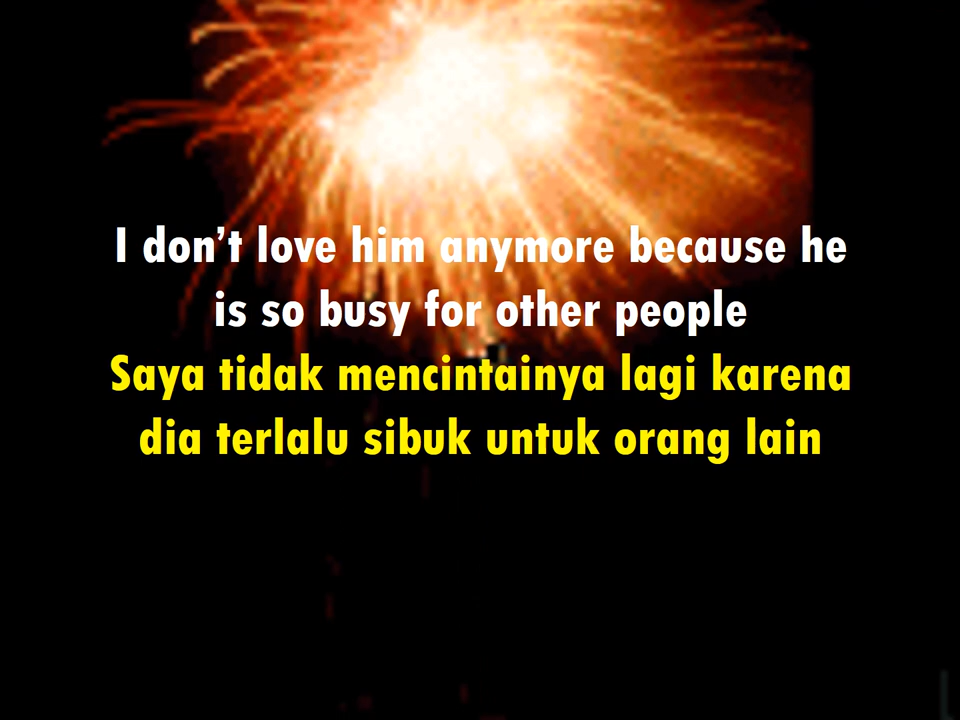 I don’t love him anymore because he
is so busy for other people
Saya tidak mencintainya lagi karena
dia terlalu sibuk untuk orang lain